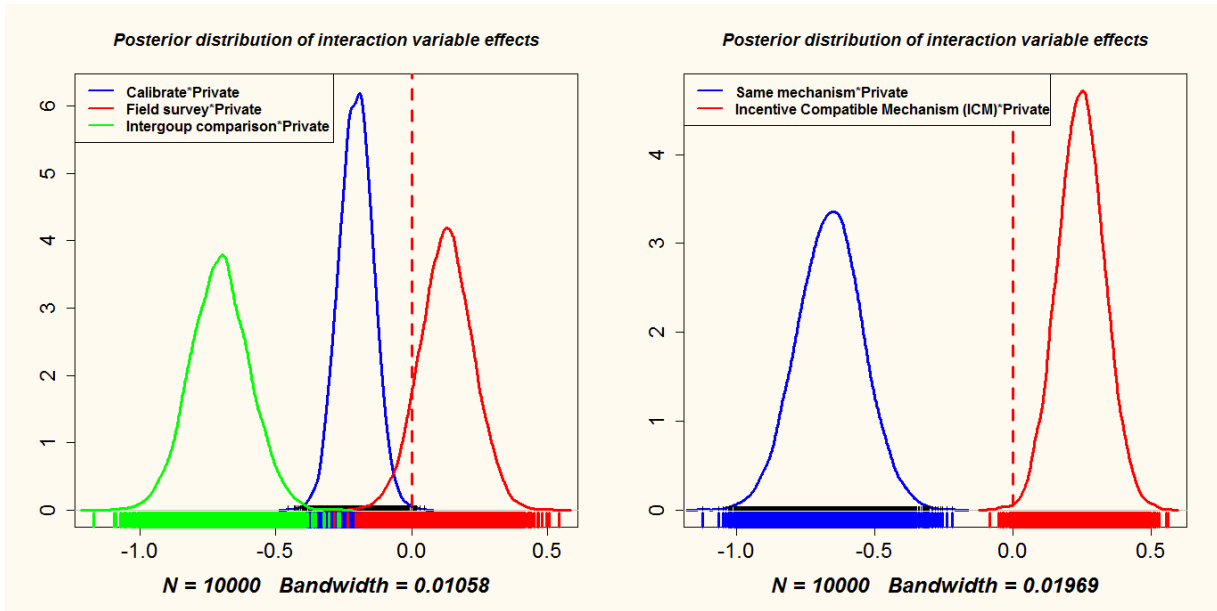 Posterior distribution of interaction variable effects
Calibrate*Private
Field survey*Private
Intergoup comparison*Private
6
5
4
3
2
1
0
-1.0 -0.5 0.0 0.5
N = 10000 Bandwidth = 0.01058
Posterior distribution of interaction variable effects
Same mechanism*Private
Incentive Compatible Mechanism (ICM)*Private
4
3
2
1
0
-1.0 -0.5 0.0 0.5
N = 10000 Bandwidth = 0.01969